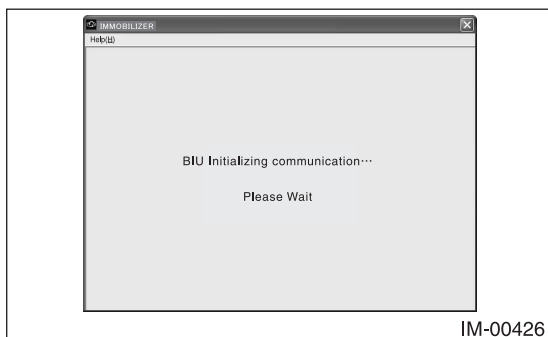 IMMOBILIZER
Help(H)
BIU Initializing communication…
Please Wait
IM-00426